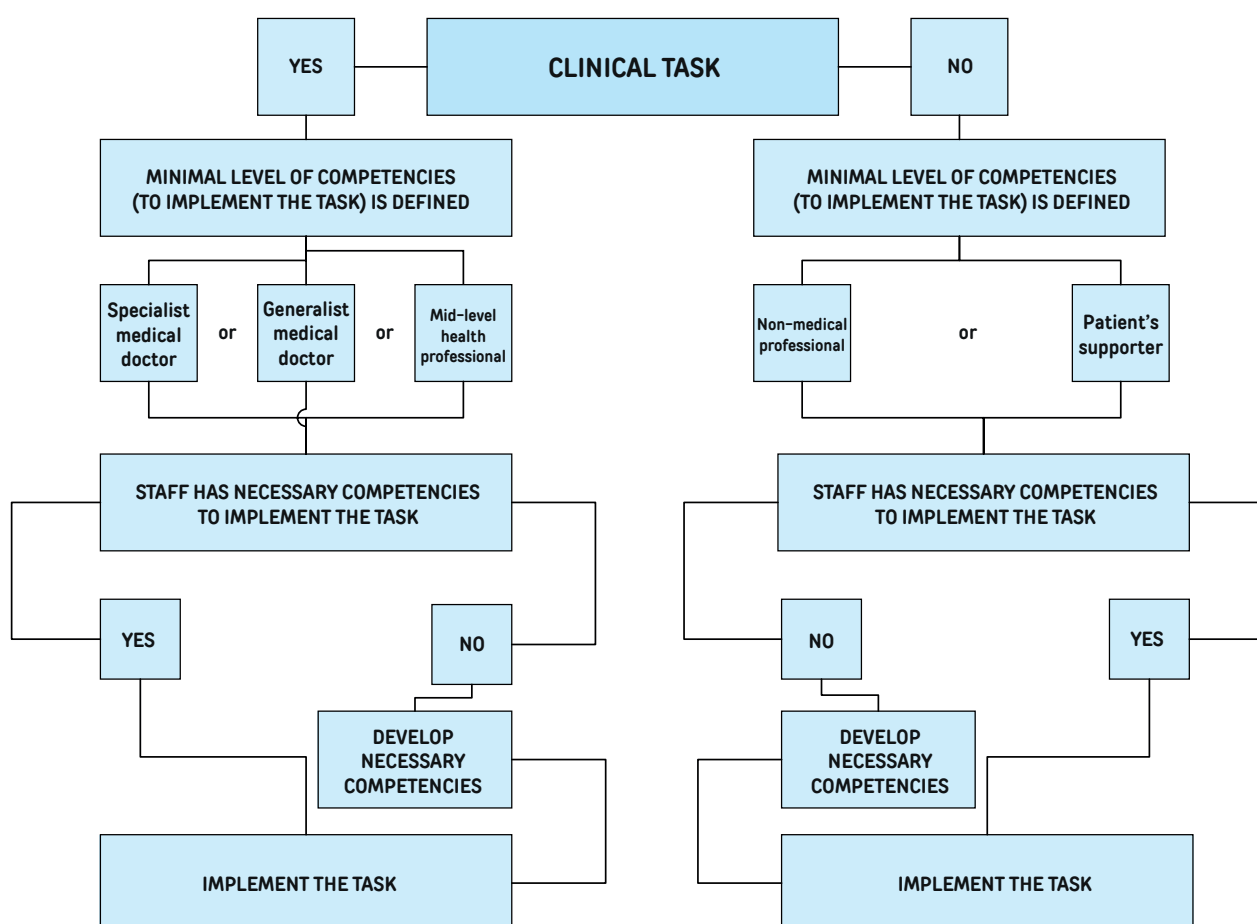 YES
CLINICAL TASK
NO
MINIMAL LEVEL OF COMPETENCIES
(TO IMPLEMENT THE TASK) IS DEFINED
MINIMAL LEVEL OF COMPETENCIES
(TO IMPLEMENT THE TASK) IS DEFINED
Specialist
medical
doctor
or
Generalist
medical
doctor
or
Mid-level
health
professional
Non-medical
professional
or
Patient’s
supporter
STAFF HAS NECESSARY COMPETENCIES
TO IMPLEMENT THE TASK
STAFF HAS NECESSARY COMPETENCIES
TO IMPLEMENT THE TASK
YES
NO
NO
YES
DEVELOP
NECESSARY
COMPETENCIES
DEVELOP
NECESSARY
COMPETENCIES
IMPLEMENT THE TASK
IMPLEMENT THE TASK